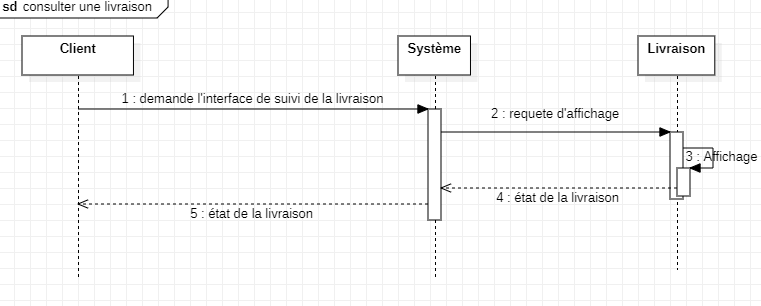 sd consulter une livraison
Client
Système
Livraison
1 : demande l'interface de suivi de la livraison
2 : requete d'affichage
3 : Affichage
4 : état de la livraison
5 : état de la livraison